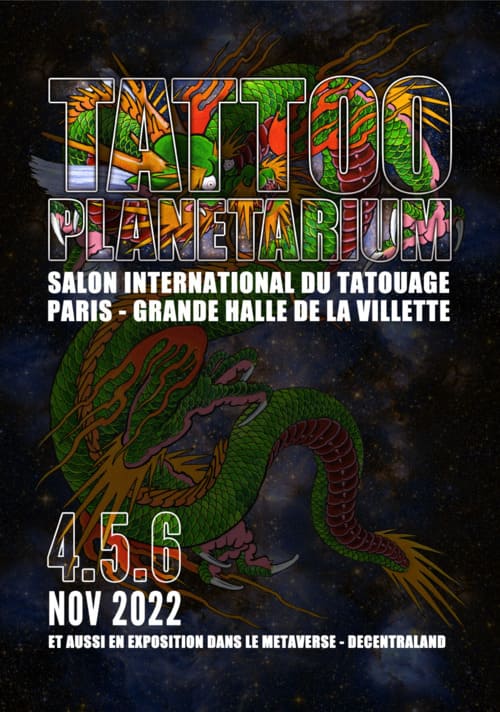 TATTOO
PLANETARIUM
SALON INTERNATIONAL DU TATOUAGE
PARIS - GRANDE HALLE DE LA VILLETTE
4.5.6
NOV 2022
ET AUSSI EN EXPOSITION DANS LE METAVERSE - DECENTRALAND